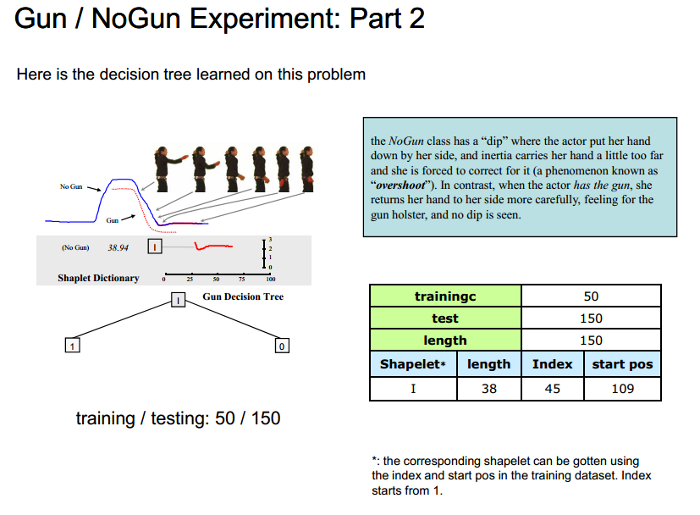 Gun / NoGun Experiment: Part 2
Here is the decision tree learned on this problem
the NoGun class has a “dip” where the actor put her hand
down by her side, and inertia carries her hand a little too far
and she is forced to correct for it (a phenomenon known as
“overshoot”). In contrast, when the actor has the gun, she
returns her hand to her side more carefully, feeling for the
gun holster, and no dip is seen.
No Gun
Gun
(No Gun) 38.94 I
3
2
1
0
Shaplet Dictionary
0 25 50 75 100
I Gun Decision Tree
1 0
training / testing: 50 / 150
trainingc 50
test 150
length 150
Shapelet* length Index start pos
I 38 45 109
*: the corresponding shapelet can be gotten using
the index and start pos in the training dataset. Index
starts from 1.